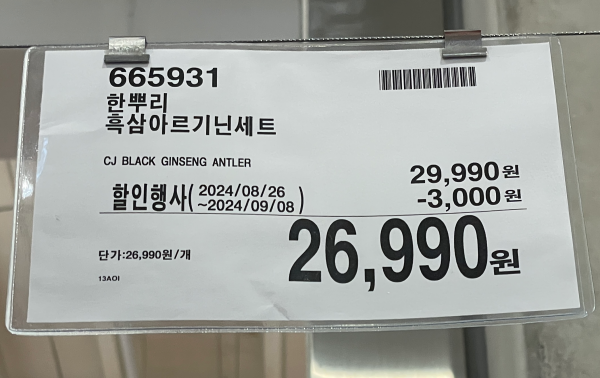 665931
한뿌리
흑삼아르기닌세트
CJ BLACK GINSENG ANTLER
29,990원
할인행사(2024/08/26 ~2024/09/08) -3,000원
26,990원
단가:26,990원/개
13AOI